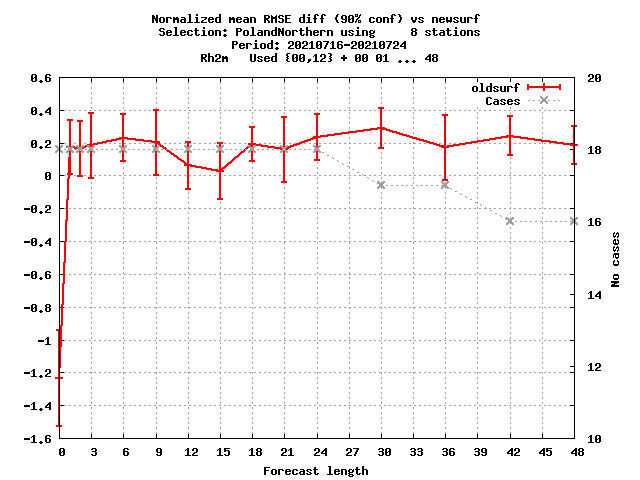 Normalized mean RMSE diff (90% conf) vs newsurf
Selection: PolandNorthern using     8 stations
Period: 20210716-20210724
Rh2m   Used {00,12} + 00 01 ... 48
oldsurf
Cases
0.6
0.4
0.2
0
-0.2
-0.4
-0.6
-0.8
-1
-1.2
-1.4
-1.6
20
18
16
14
12
10
No cases
0 3 6 9 12 15 18 21 24 27 30 33 36 39 42 45 48
Forecast length